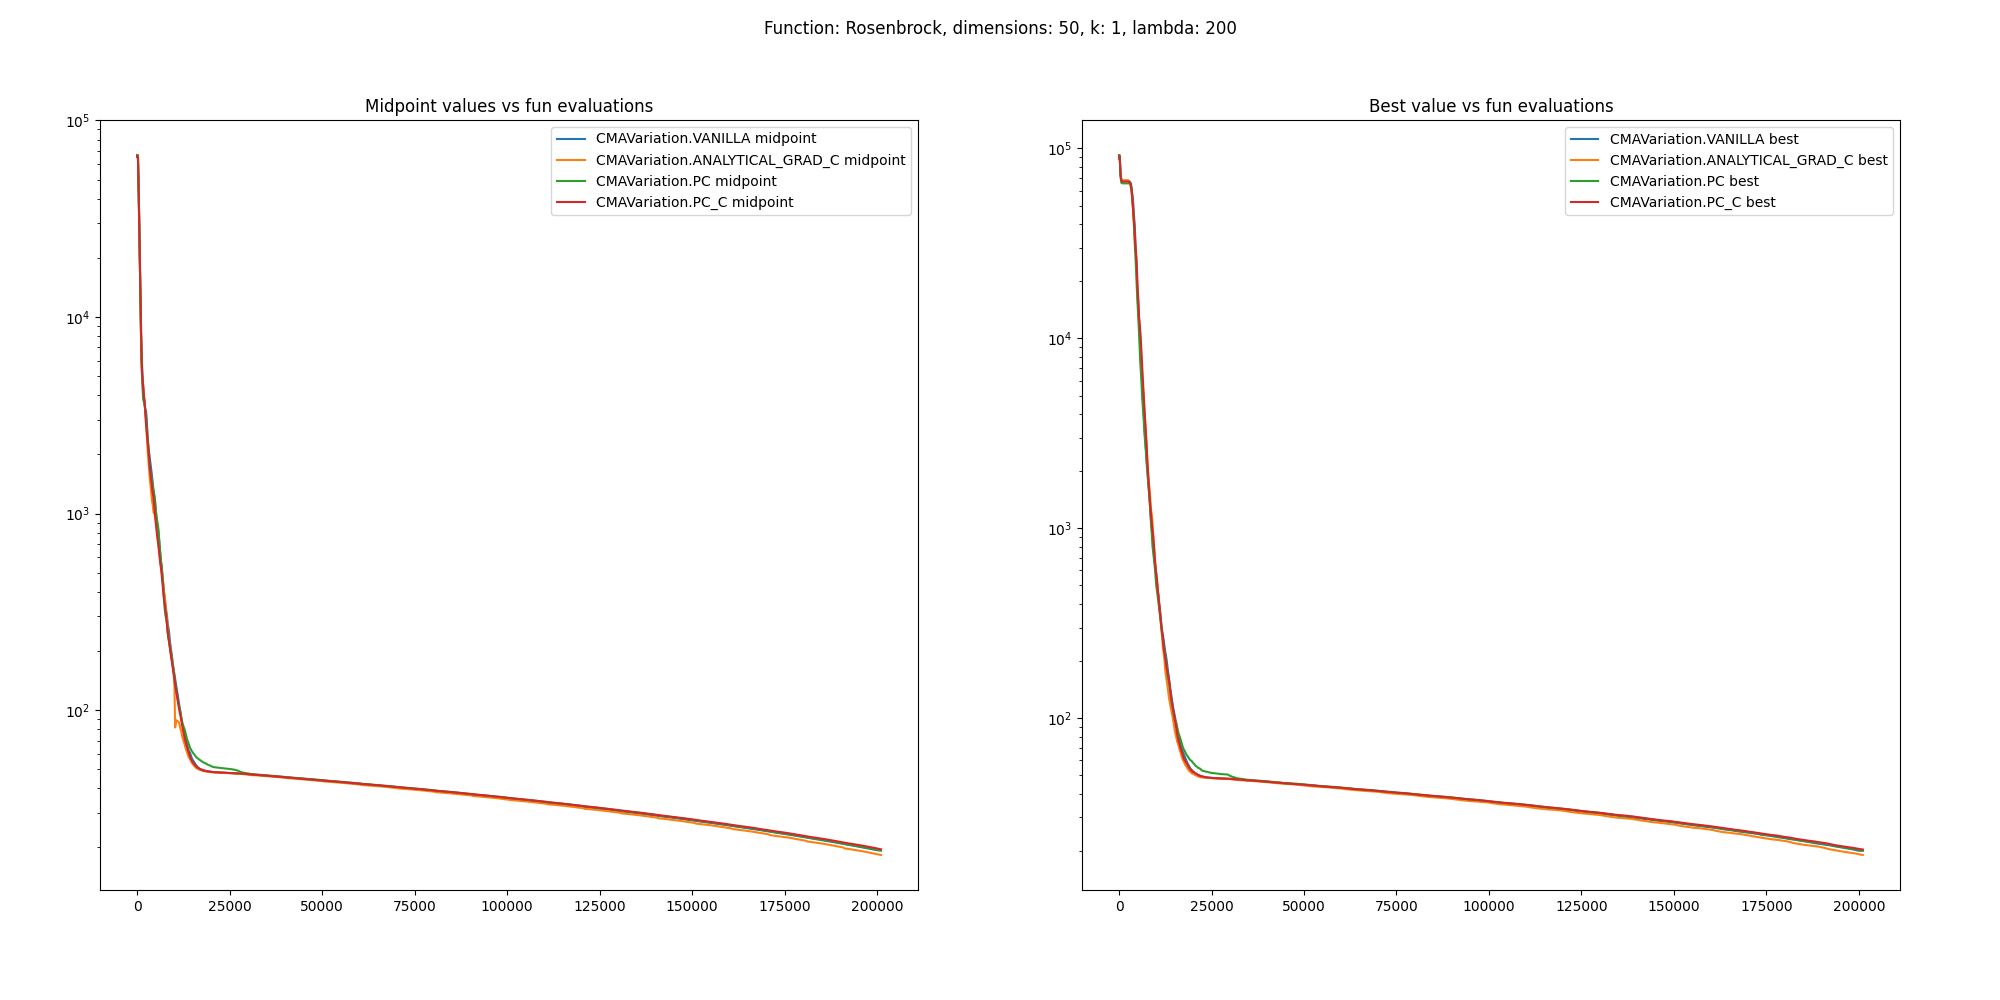 Function: Rosenbrock, dimensions: 50, k: 1, lambda: 200
Midpoint values vs fun evaluations
10^5
10^4
10^3
10^2
CMAVariation.VANILLA midpoint
CMAVariation.ANALYTICAL_GRAD_C midpoint
CMAVariation.PC midpoint
CMAVariation.PC_C midpoint
0 25000 50000 75000 100000 125000 150000 175000 200000
Best value vs fun evaluations
10^5
10^4
10^3
10^2
CMAVariation.VANILLA best
CMAVariation.ANALYTICAL_GRAD_C best
CMAVariation.PC best
CMAVariation.PC_C best
0 25000 50000 75000 100000 125000 150000 175000 200000